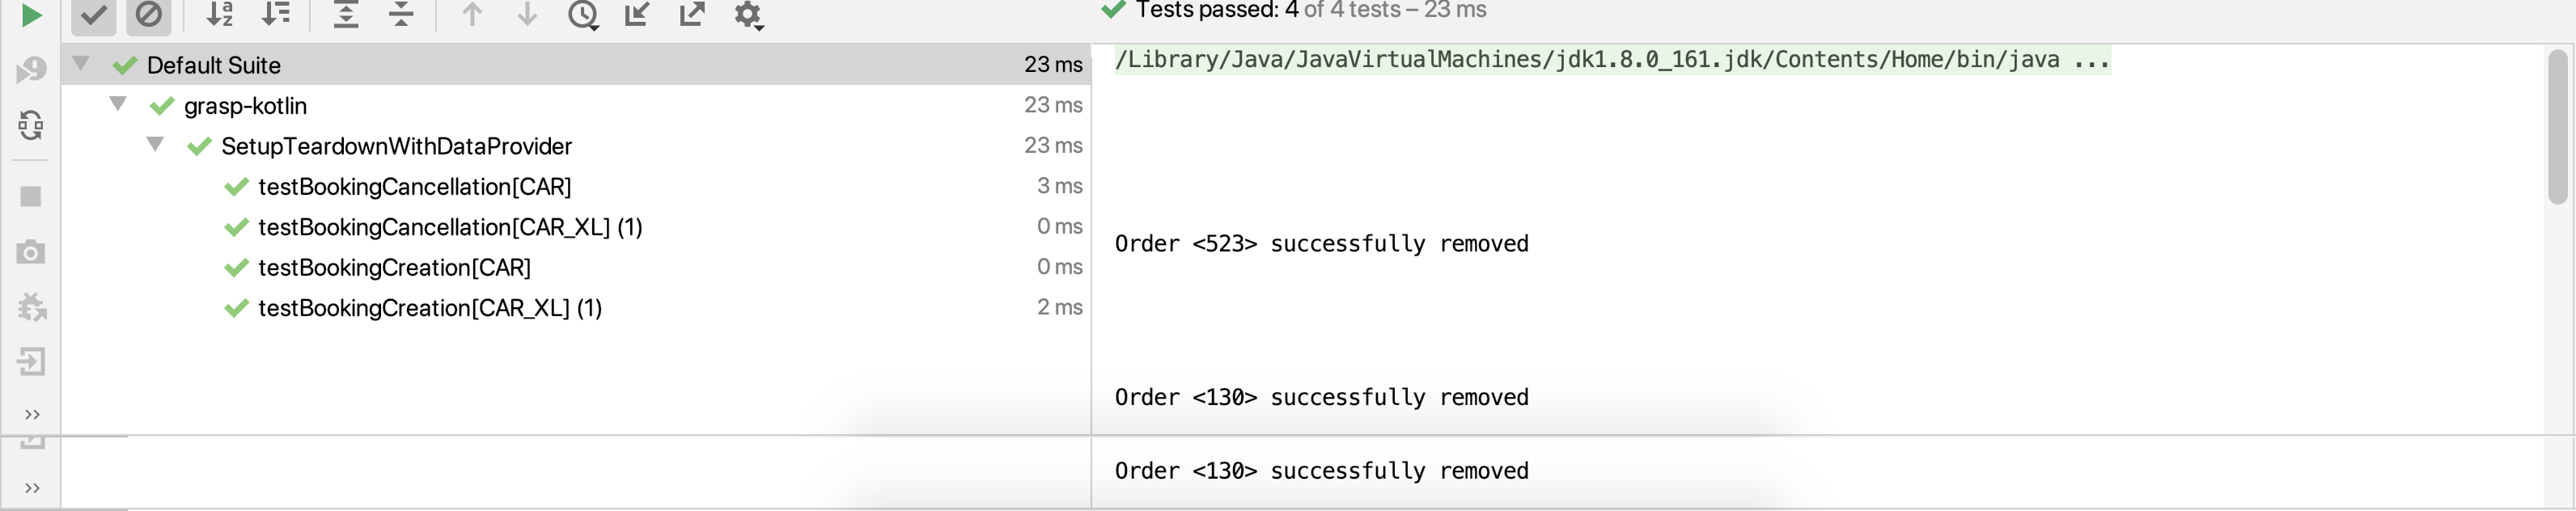 Tests passed: 4 of 4 tests – 23 ms
Default Suite 23 ms
grasp-kotlin 23 ms
SetupTeardownWithDataProvider 23 ms
testBookingCancellation[CAR] 3 ms
testBookingCancellation[CAR_XL] (1) 0 ms
testBookingCreation[CAR] 0 ms
testBookingCreation[CAR_XL] (1) 2 ms
/Library/Java/JavaVirtualMachines/jdk1.8.0_161.jdk/Contents/Home/bin/java ...
Order <523> successfully removed
Order <130> successfully removed
Order <130> successfully removed